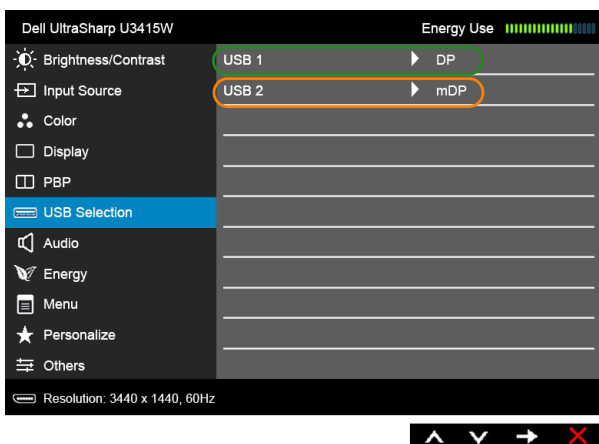 Dell UltraSharp U3415W Energy Use
Brightness/Contrast USB 1 DP
Input Source USB 2 mDP
Color
Display
PBP
USB Selection
Audio
Energy
Menu
Personalize
Others
Resolution: 3440 x 1440, 60Hz